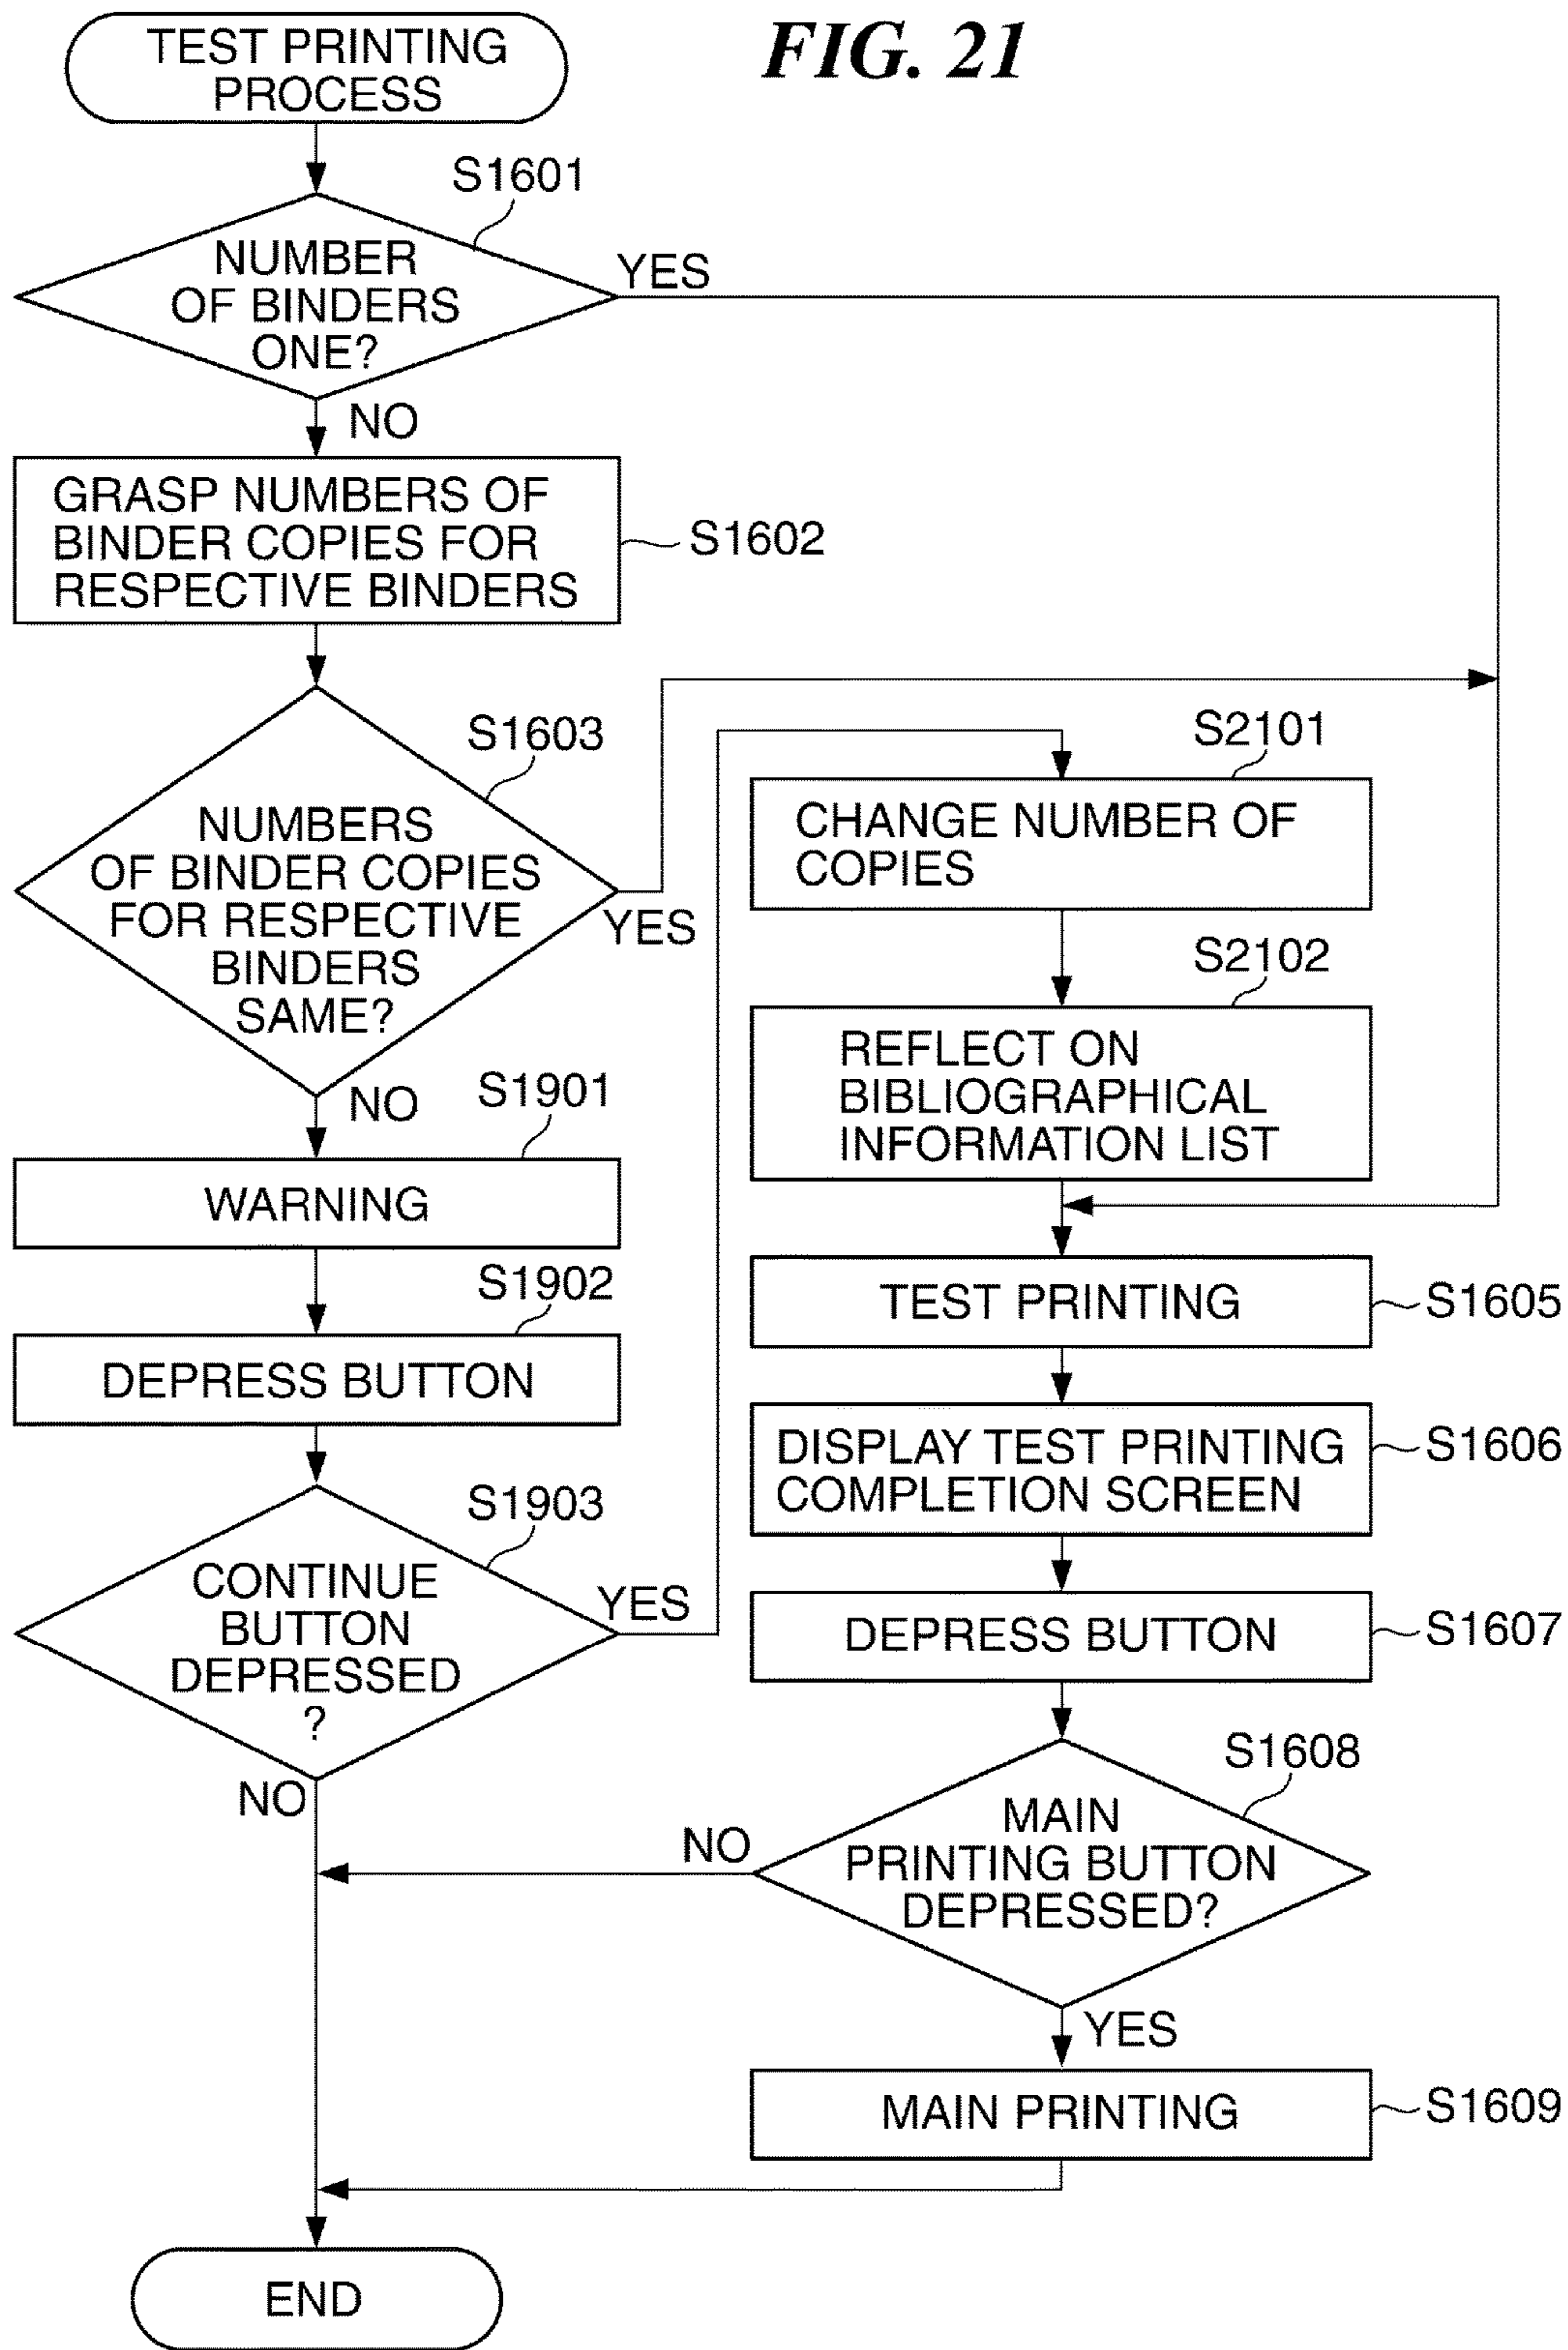 FIG. 21
TEST PRINTING
PROCESS
S1601
NUMBER
OF BINDERS
ONE?
YES
NO
GRASP NUMBERS OF
BINDER COPIES FOR
RESPECTIVE BINDERS
S1602
S1603
NUMBERS
OF BINDER COPIES
FOR RESPECTIVE
BINDERS
SAME?
YES
NO
S1901
WARNING
S1902
DEPRESS BUTTON
S1903
CONTINUE
BUTTON
DEPRESSED
?
YES
NO
S2101
CHANGE NUMBER OF
COPIES
S2102
REFLECT ON
BIBLIOGRAPHICAL
INFORMATION LIST
TEST PRINTING
S1605
DISPLAY TEST PRINTING
COMPLETION SCREEN
S1606
DEPRESS BUTTON
S1607
S1608
MAIN
PRINTING BUTTON
DEPRESSED?
NO
YES
MAIN PRINTING
S1609
END